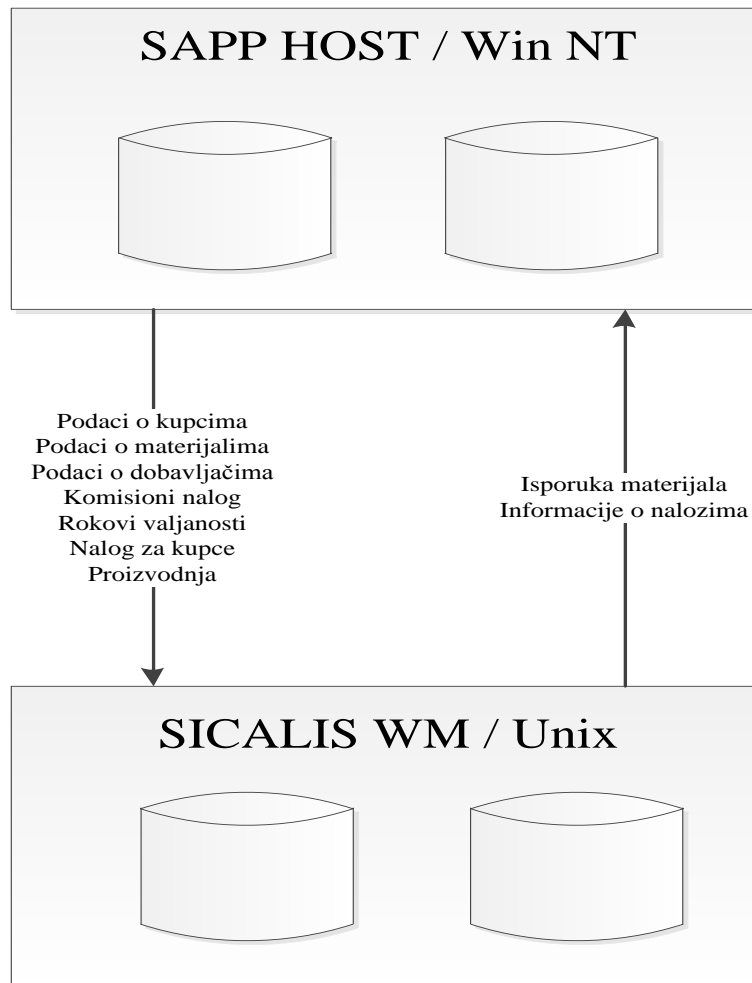 SAPP HOST / Win NT
Podaci o kupcima
Podaci o materijalima
Podaci o dobavljačima
Komisioni nalog
Rokovi valjanosti
Nalog za kupce
Proizvodnja
Isporuka materijala
Informacije o nalozima
SICALIS WM / Unix